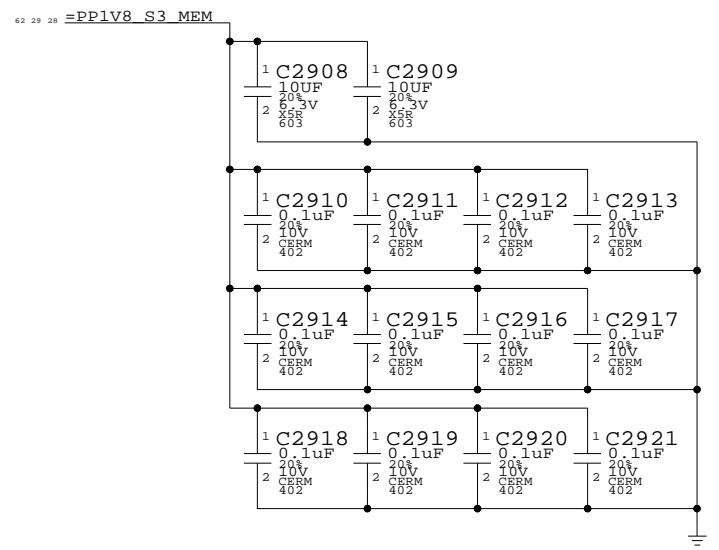 62 29 28 =PP1V8_S3_MEM
1 C2908 1 C2909
10UF 10UF
20% 20%
6.3V 6.3V
2 X5R 2 X5R
603 603
1 C2910 1 C2911 1 C2912 1 C2913
0.1uF 0.1uF 0.1uF 0.1uF
20% 20% 20% 20%
10V 10V 10V 10V
2 CERM 2 CERM 2 CERM 2 CERM
402 402 402 402
1 C2914 1 C2915 1 C2916 1 C2917
0.1uF 0.1uF 0.1uF 0.1uF
20% 20% 20% 20%
10V 10V 10V 10V
2 CERM 2 CERM 2 CERM 2 CERM
402 402 402 402
1 C2918 1 C2919 1 C2920 1 C2921
0.1uF 0.1uF 0.1uF 0.1uF
20% 20% 20% 20%
10V 10V 10V 10V
2 CERM 2 CERM 2 CERM 2 CERM
402 402 402 402